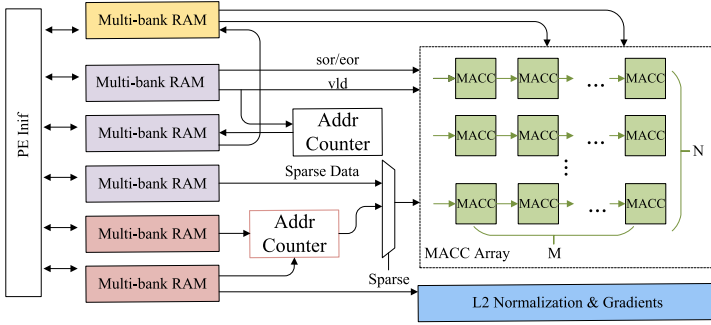 PE Inif
Multi-bank RAM
Multi-bank RAM
Multi-bank RAM
Multi-bank RAM
Multi-bank RAM
Multi-bank RAM
sor/eor
vld
Addr
Counter
Sparse Data
Addr
Counter
Sparse
MACC
MACC
...
MACC
MACC
MACC
...
MACC
MACC
MACC
...
MACC
N
M
MACC Array
L2 Normalization & Gradients